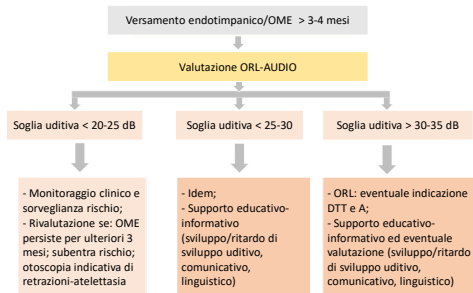 Versamento endotimpanico/OME > 3-4 mesi
Valutazione ORL-AUDIO
Soglia uditiva < 20-25 dB
Soglia uditiva < 25-30
Soglia uditiva > 30-35 dB
- Monitoraggio clinico e
sorveglianza rischio;
- Rivalutazione se: OME
persiste per ulteriori 3
mesi; subentra rischio;
otoscopia indicativa di
retrazioni-atelettasia
- Idem;
- Supporto educativo-
informativo
(sviluppo/ritardo di
sviluppo uditivo,
comunicativo,
linguistico)
- ORL: eventuale indicazione
DTT e A;
- Supporto educativo-
informativo ed eventuale
valutazione (sviluppo/ritardo
di sviluppo uditivo,
comunicativo, linguistico)